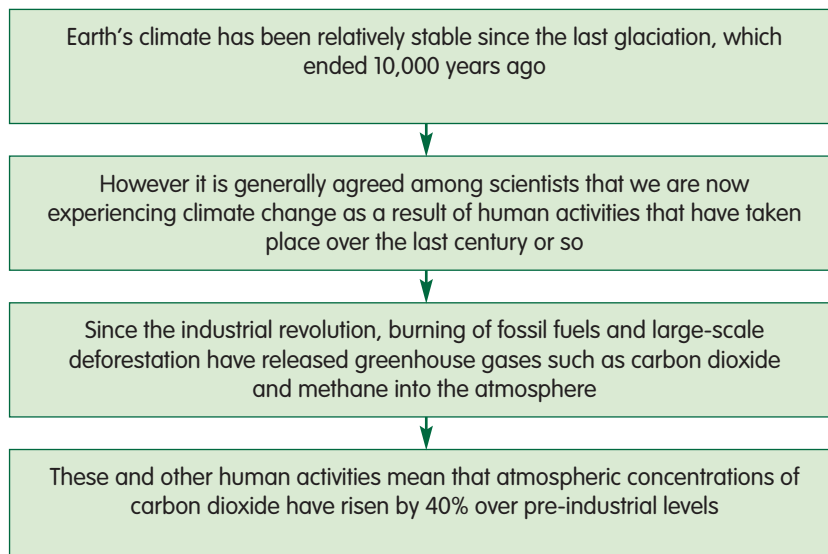 Earth's climate has been relatively stable since the last glaciation, which
ended 10,000 years ago
However it is generally agreed among scientists that we are now
experiencing climate change as a result of human activities that have taken
place over the last century or so
Since the industrial revolution, burning of fossil fuels and large-scale
deforestation have released greenhouse gases such as carbon dioxide
and methane into the atmosphere
These and other human activities mean that atmospheric concentrations of
carbon dioxide have risen by 40% over pre-industrial levels